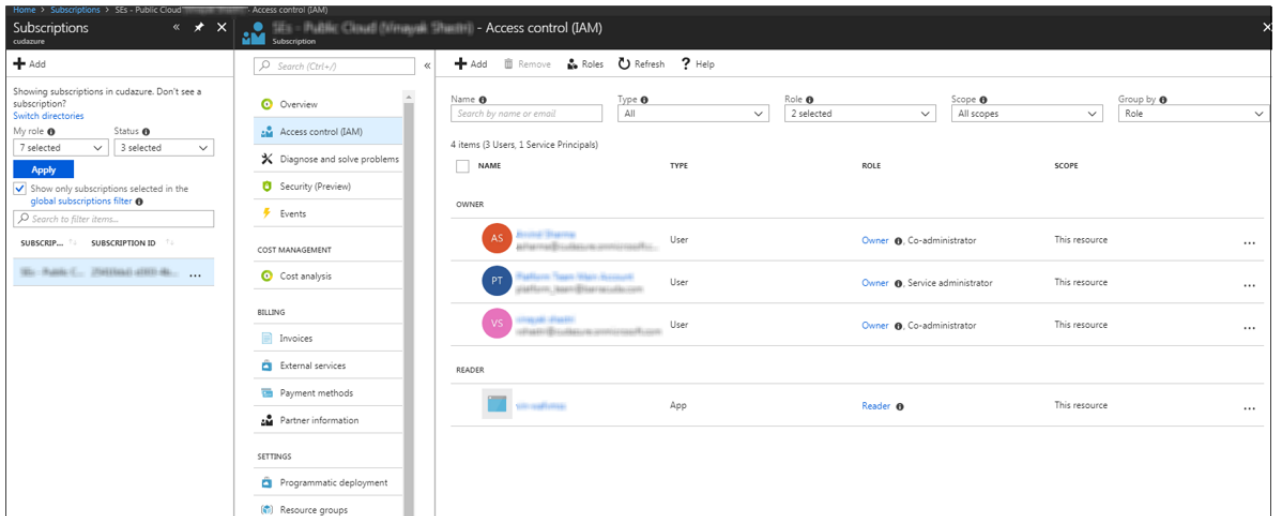 Home > Subscriptions > SEs - Public Cloud - Access control (IAM)
Subscriptions
cudazure
- Access control (IAM)
Subscription
Add
Showing subscriptions in cudazure. Don't see a
subscription?
Switch directories
My role Status
7 selected 3 selected
Apply
Show only subscriptions selected in the
global subscriptions filter
Search to filter items...
SUBSCRIP... SUBSCRIPTION ID
...
Search (Ctrl+/)
Overview
Access control (IAM)
Diagnose and solve problems
Security (Preview)
Events
COST MANAGEMENT
Cost analysis
BILLING
Invoices
External services
Payment methods
Partner information
SETTINGS
Programmatic deployment
Resource groups
Add Remove Roles Refresh ? Help
Name Type Role Scope Group by
Search by name or email All 2 selected All scopes Role
4 items (3 Users, 1 Service Principals)
NAME TYPE ROLE SCOPE
OWNER
AS User Owner , Co-administrator This resource ...
PT User Owner , Service administrator This resource ...
VS User Owner , Co-administrator This resource ...
READER
App Reader This resource ...